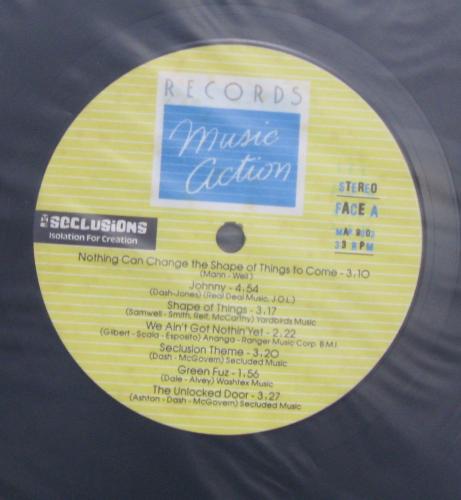 RECORDS
Music
Action
STEREO
FACE A
MAR 8803
33 RPM
SECLUSIONS
Isolation For Creation
Nothing Can Change the Shape of Things to Come - 3,10
(Mann - Weil)
Johnny - 4,54
(Dash-Jones) (Real Deal Music, J.O.L.)
Shape of Things - 3,17
(Samwell - Smith, Relf, McCarthy) Yardbirds Music
We Ain't Got Nothin'Yet - 2,22
(Gilbert - Scala - Esposito) Ananga - Ranger Music Corp. B.M.I.
Seclusion Theme - 3,20
(Dash - McGovern) Secluded Music
Green Fuz - 1,56
(Dale - Alvey) Washtex Music
The Unlocked Door - 3,27
(Ashton - Dash - McGovern) Secluded Music